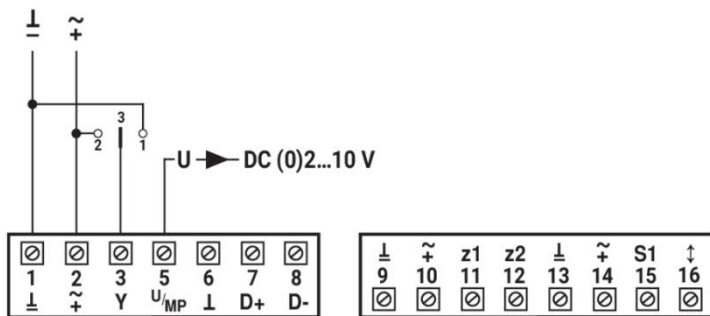 ⊥ ~
− +
3
2 1
U DC (0)2...10 V
1 2 3 5 6 7 8
⊥ ~+ Y U/MP ⊥ D+ D-
⊥ ~+ z1 z2 ⊥ ~+ S1 ↕
9 10 11 12 13 14 15 16